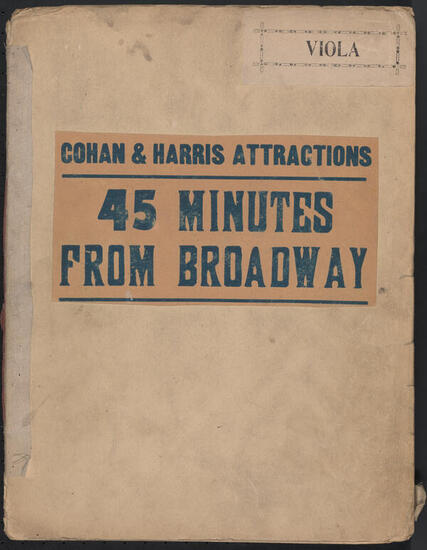 VIOLA
COHAN & HARRIS ATTRACTIONS
45 MINUTES
FROM BROADWAY